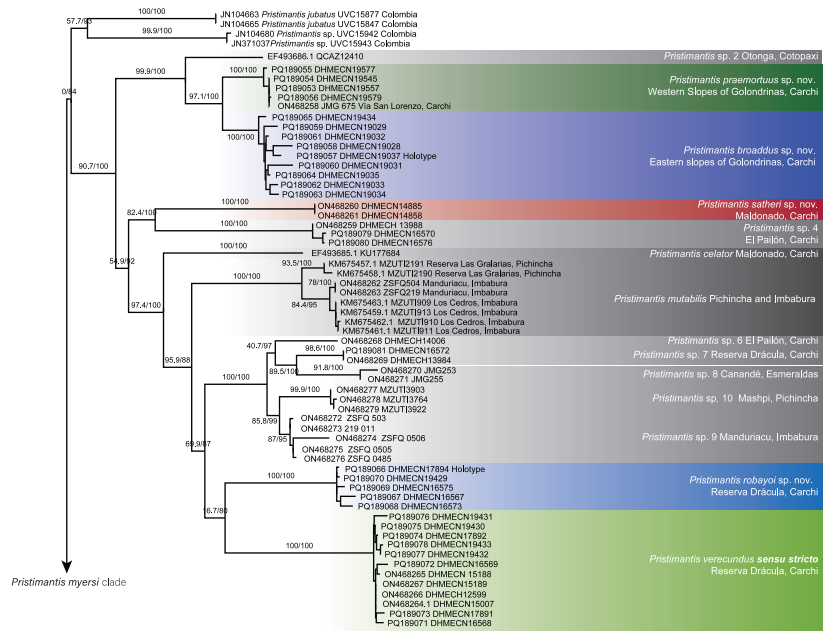 100/100
JN104663 Pristimantis jubatus UVC15877 Colombia
57.7/93
JN104665 Pristimantis jubatus UVC15847 Colombia
99.9/100
JN104680 Pristimantis sp. UVC15942 Colombia
JN371037Pristimantis sp, UVC15943 Colombia
EF493686.1 QCAZ12410
Pristimantis sp. 2 Otonga, Cotopaxi
99.9/100
PQ189055 DHMECN19577
100/100
PQ189054 DHMECN19545
Pristimantis praemortuus sp. nov.
0/84
PQ189053 DHMECN19557
Western Slopes of Golondrinas, Carchi
97.1/100
PQ189056 DHMECN19579
ON468258 JMG 675 Via San Lorenzo, Carchi
PQ189065 DHMECN19434
PQ189059 DHMECN19029
100/100
PQ189061 DHMECN19032
PQ189058 DHMECN19028
Pristimantis broaddus sp. nov.
PQ189057 DHMECN19037 Holotype
Eastern slopes of Golondrinas, Carchi
90.7/100
PQ189060 DHMECN19031
PQ189064 DHMECN19035
PQ189062 DHMECN19033
PQ189063 DHMECN19034
100/100
ON468260 DHMECN14885
Pristimantis satheri sp. nov.
82.4/100
ON468261 DHMECN14858
Maldonado, Carchi
100/100
ON468259 DHMECH 13988
Pristimantis sp. 4
PQ189079 DHMECN16570
El Pailón, Carchi
PQ189080 DHMECN16576
EF493685.1 KU177684
Pristimantis celator Maldonado, Carchi
54.9/92
93.5/100
KM675457.1 MZUTI2191 Reserva Las Gralarias, Pichincha
100/100
KM675458.1 MZUTI2190 Reserva Las Gralarias, Pichincha
78/100
ON468262 ZSFQ504 Manduriacu, Imbabura
ON468263 ZSFQ219 Manduriacu, Imbabura
Pristimantis mutabilis Pichincha and Imbabura
84.4/95
KM675463.1 MZUTI909 Los Cedros, Imbabura
97.4/100
KM675459.1 MZUTI913 Los Cedros, Imbabura
KM675462.1 MZUTI910 Los Cedros, Imbabura
KM675461.1 MZUTI911 Los Cedros, Imbabura
ON468268 DHMECH14006
Pristimantis sp. 6 El Pailón, Carchi
40.7/97
98.6/100
PQ189081 DHMECN16572
Pristimantis sp. 7 Reserva Drácula, Carchi
95.9/88
ON468269 DHMECH13984
89.5/100
91.8/100
ON468270 JMG253
Pristimantis sp. 8 Canandé, Esmeraldas
100/100
ON468271 JMG255
99.9/100
ON468277 MZUTI3903
ON468278 MZUTI3764
Pristimantis sp. 10 Mashpi, Pichincha
ON468279 MZUTI3922
85.8/99
ON468272 ZSFQ 503
ON468273 219 011
87/95
ON468274 ZSFQ 0506
Pristimantis sp. 9 Manduriacu, Imbabura
69.9/87
ON468275 ZSFQ 0505
ON468276 ZSFQ 0485
PQ189066 DHMECN17894 Holotype
100/100
PQ189070 DHMECN19429
Pristimantis robayoi sp. nov.
PQ189069 DHMECN16575
Reserva Drácula, Carchi
PQ189067 DHMECN16567
PQ189068 DHMECN16573
16.7/80
PQ189076 DHMECN19431
PQ189075 DHMECN19430
PQ189074 DHMECN17892
PQ189078 DHMECN19433
100/100
PQ189077 DHMECN19432
Pristimantis verecundus sensu stricto
PQ189072 DHMECN16569
Reserva Drácula, Carchi
ON468265 DHMECN 15188
ON468267 DHMECN15189
Pristimantis myersi clade
ON468266 DHMECH12599
ON468264.1 DHMECN15007
PQ189073 DHMECN17891
PQ189071 DHMECN16568